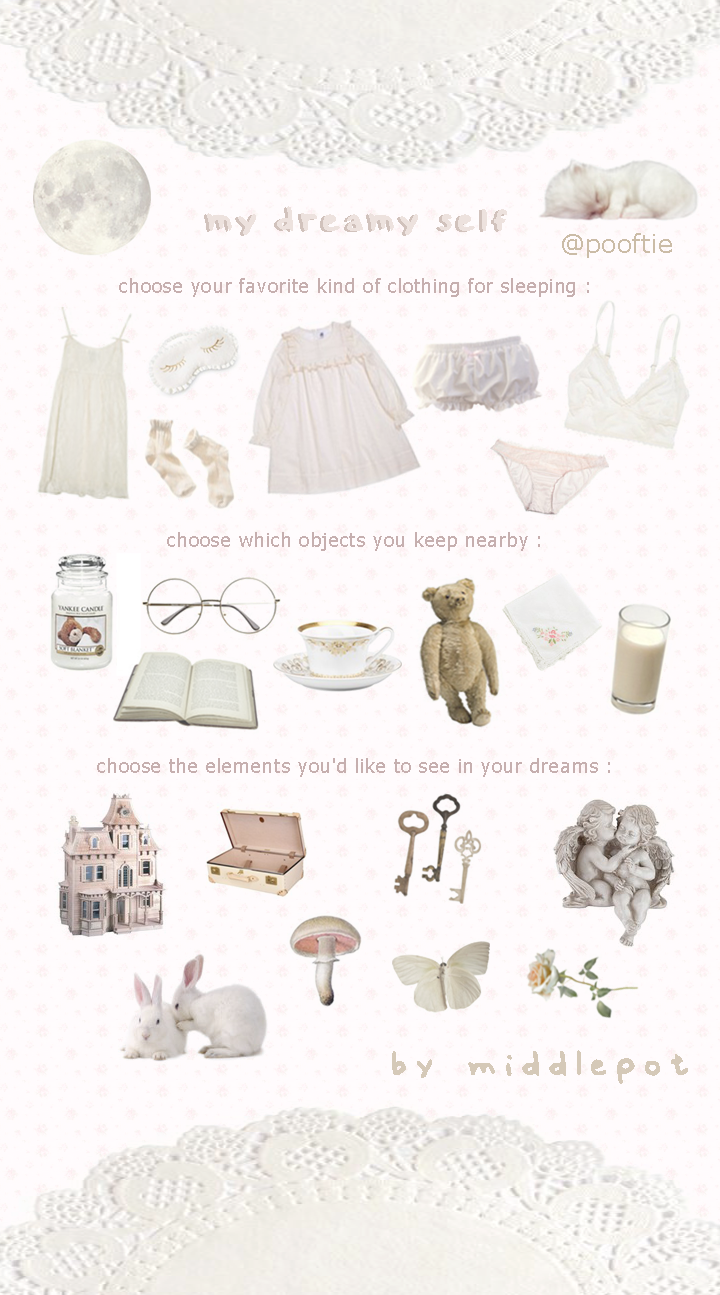 my dreamy self
@pooftie
choose your favorite kind of clothing for sleeping :
choose which objects you keep nearby :
YANKEE CANDLE
SOFT BLANKET
choose the elements you'd like to see in your dreams :
by middlepot